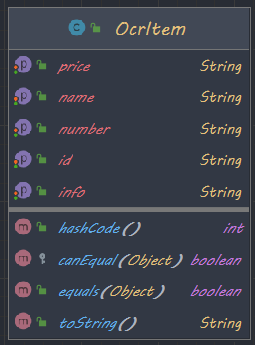 C OcrItem
p price String
p name String
p number String
p id String
p info String
m hashCode() int
m canEqual(Object) boolean
m equals(Object) boolean
m toString() String